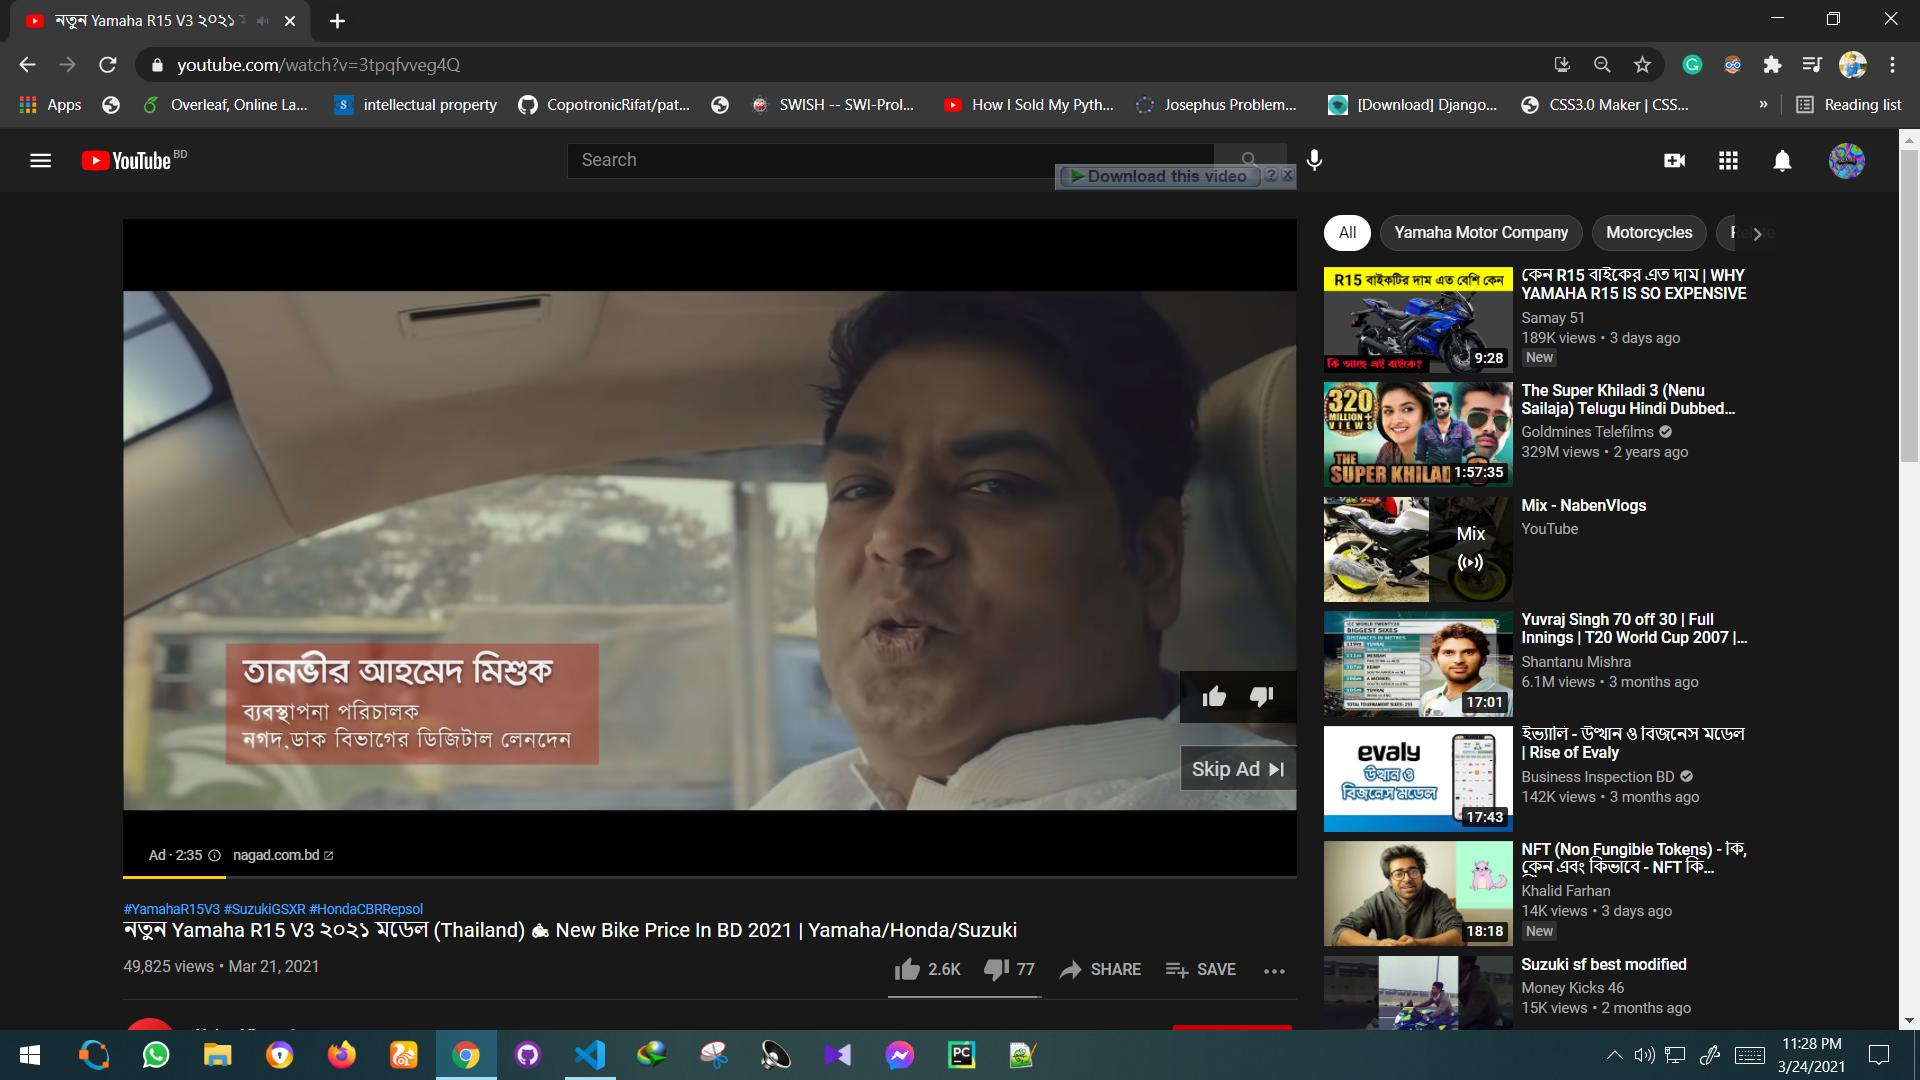 নতুন Yamaha R15 V3 ২০২১
youtube.com/watch?v=3tpqfvveg4Q
Apps
Overleaf, Online La...
intellectual property
CopotronicRifat/pat...
SWISH -- SWI-Prol...
How I Sold My Pyth...
Josephus Problem...
[Download] Django...
CSS3.0 Maker | CSS...
»
Reading list
YouTube BD
Search
Download this video
All
Yamaha Motor Company
Motorcycles
R15 বাইকটির দাম এত বেশি কেন
কি আছে এই বাইকে?
9:28
কেন R15 বাইকের এত দাম | WHY
YAMAHA R15 IS SO EXPENSIVE
Samay 51
189K views • 3 days ago
New
320
MILLION+
VIEWS
THE
SUPER KHILAD
1:57:35
The Super Khiladi 3 (Nenu
Sailaja) Telugu Hindi Dubbed...
Goldmines Telefilms
329M views • 2 years ago
Mix
Mix - NabenVlogs
YouTube
ICC WORLD TWENTY20
BIGGEST SIXES
DISTANCES IN METRES
17:01
Yuvraj Singh 70 off 30 | Full
Innings | T20 World Cup 2007 |...
Shantanu Mishra
6.1M views • 3 months ago
evaly
উত্থান ও
বিজনেস মডেল
17:43
ইভ্যালি - উত্থান ও বিজনেস মডেল
| Rise of Evaly
Business Inspection BD
142K views • 3 months ago
18:18
NFT (Non Fungible Tokens) - কি,
কেন এবং কিভাবে - NFT কি...
Khalid Farhan
14K views • 3 days ago
New
Suzuki sf best modified
Money Kicks 46
15K views • 2 months ago
তানভীর আহমেদ মিশুক
ব্যবস্থাপনা পরিচালক
নগদ,ডাক বিভাগের ডিজিটাল লেনদেন
Skip Ad
Ad · 2:35
nagad.com.bd
#YamahaR15V3 #SuzukiGSXR #HondaCBRRepsol
নতুন Yamaha R15 V3 ২০২১ মডেল (Thailand) 🏍 New Bike Price In BD 2021 | Yamaha/Honda/Suzuki
49,825 views • Mar 21, 2021
2.6K
77
SHARE
SAVE
PC
11:28 PM
3/24/2021